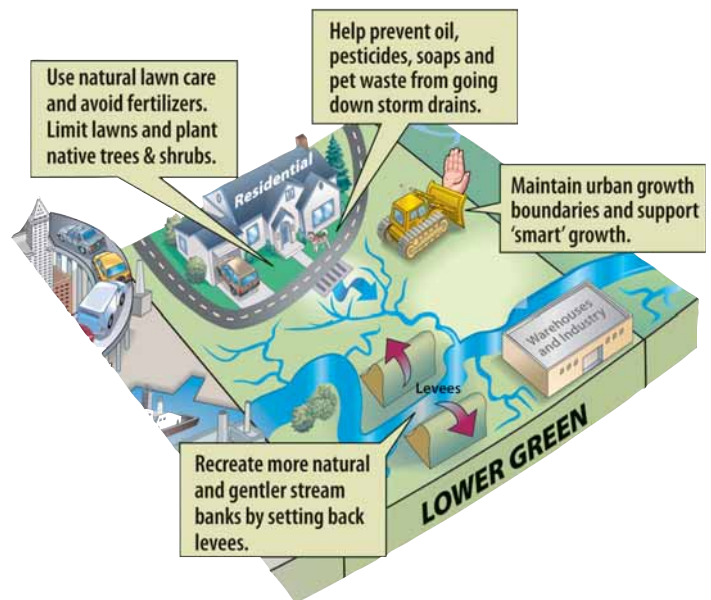 Help prevent oil,
pesticides, soaps and
pet waste from going
down storm drains.
Use natural lawn care
and avoid fertilizers.
Limit lawns and plant
native trees & shrubs.
Residential
Maintain urban growth
boundaries and support
‘smart’ growth.
Warehouses
and Industry
Levees
LOWER GREEN
Recreate more natural
and gentler stream
banks by setting back
levees.